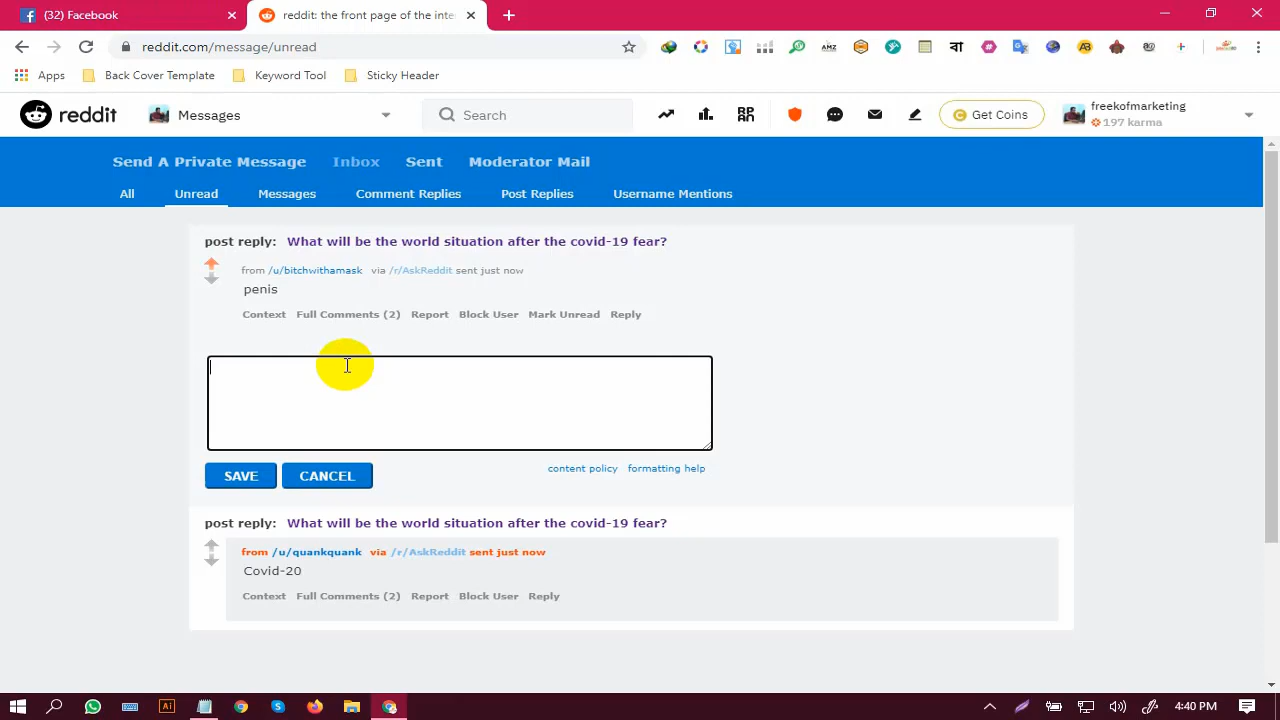 (32) Facebook
reddit: the front page of the inte
reddit.com/message/unread
AMZ
বা
AB
Apps
Back Cover Template
Keyword Tool
Sticky Header
reddit
Messages
Search
Get Coins
freekofmarketing
197 karma
Send A Private Message
Inbox
Sent
Moderator Mail
All
Unread
Messages
Comment Replies
Post Replies
Username Mentions
post reply: What will be the world situation after the covid-19 fear?
from /u/bitchwithamask via /r/AskReddit sent just now
penis
Context Full Comments (2) Report Block User Mark Unread Reply
SAVE
CANCEL
content policy
formatting help
post reply: What will be the world situation after the covid-19 fear?
from /u/quankquank via /r/AskReddit sent just now
Covid-20
Context Full Comments (2) Report Block User Reply
Ai
4:40 PM